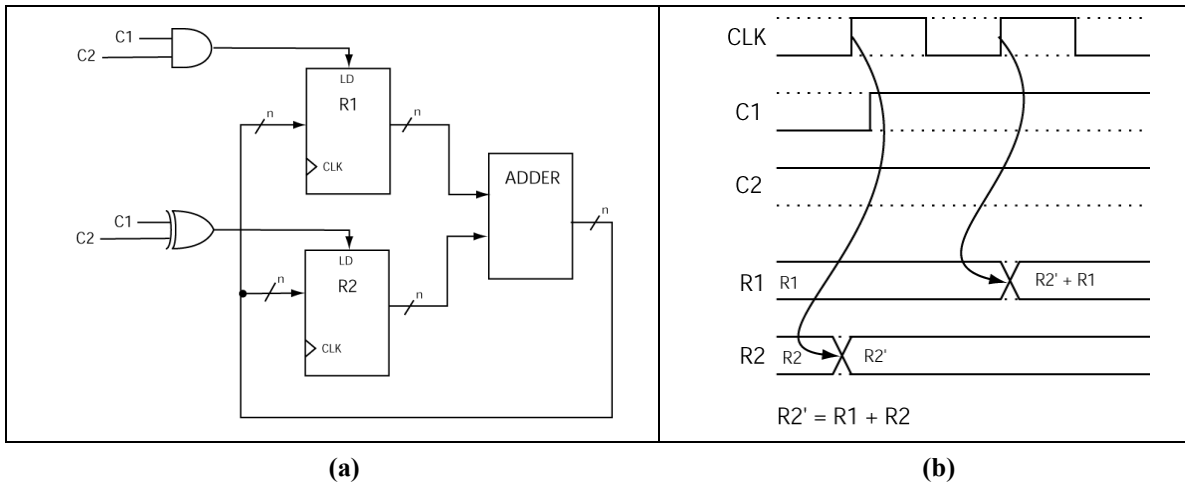 C1
C2
LD
R1
CLK
n
n
C1
C2
LD
R2
CLK
n
n
ADDER
n
(a)
CLK
C1
C2
R1
R1
R2' + R1
R2
R2
R2'
R2' = R1 + R2
(b)